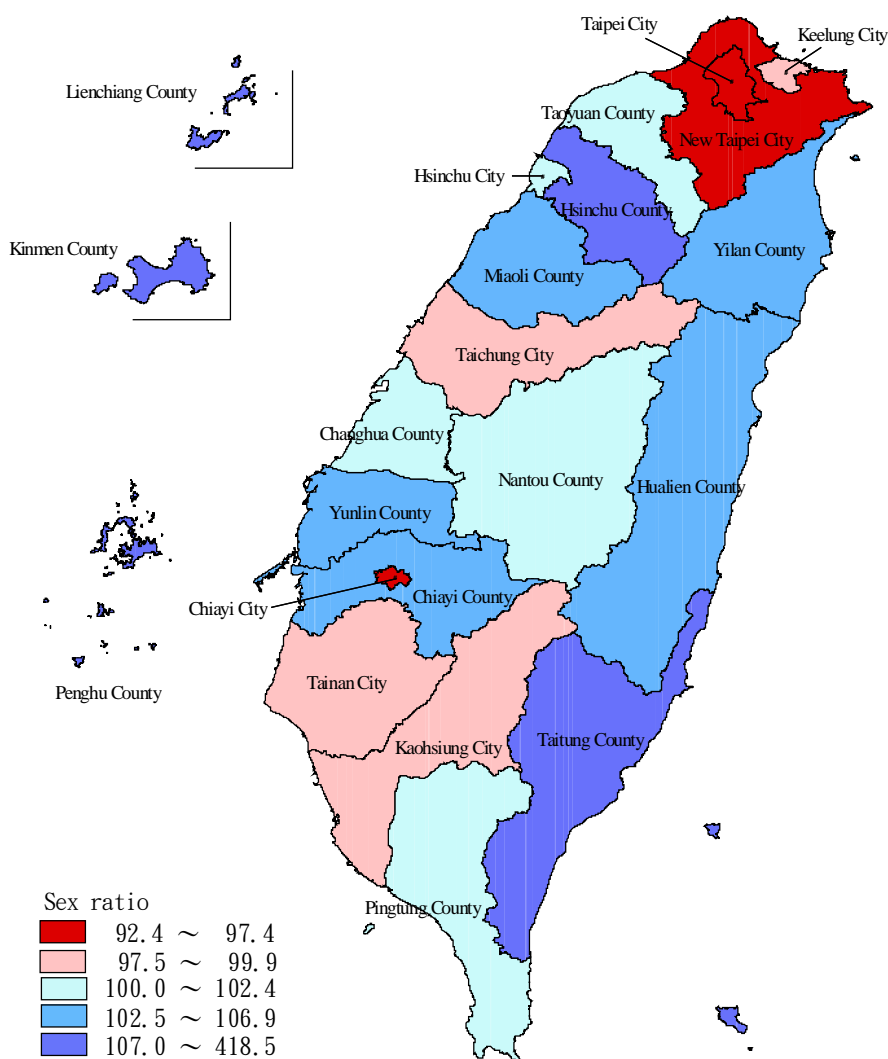 Taipei City
Keelung City
Lienchiang County
Taoyuan County
New Taipei City
Hsinchu City
Hsinchu County
Kinmen County
Yilan County
Miaoli County
Taichung City
Changhua County
Nantou County
Hualien County
Yunlin County
Chiayi City
Chiayi County
Penghu County
Tainan City
Kaohsiung City
Taitung County
Pingtung County
Sex ratio
92.4 ～ 97.4
97.5 ～ 99.9
100.0 ～ 102.4
102.5 ～ 106.9
107.0 ～ 418.5